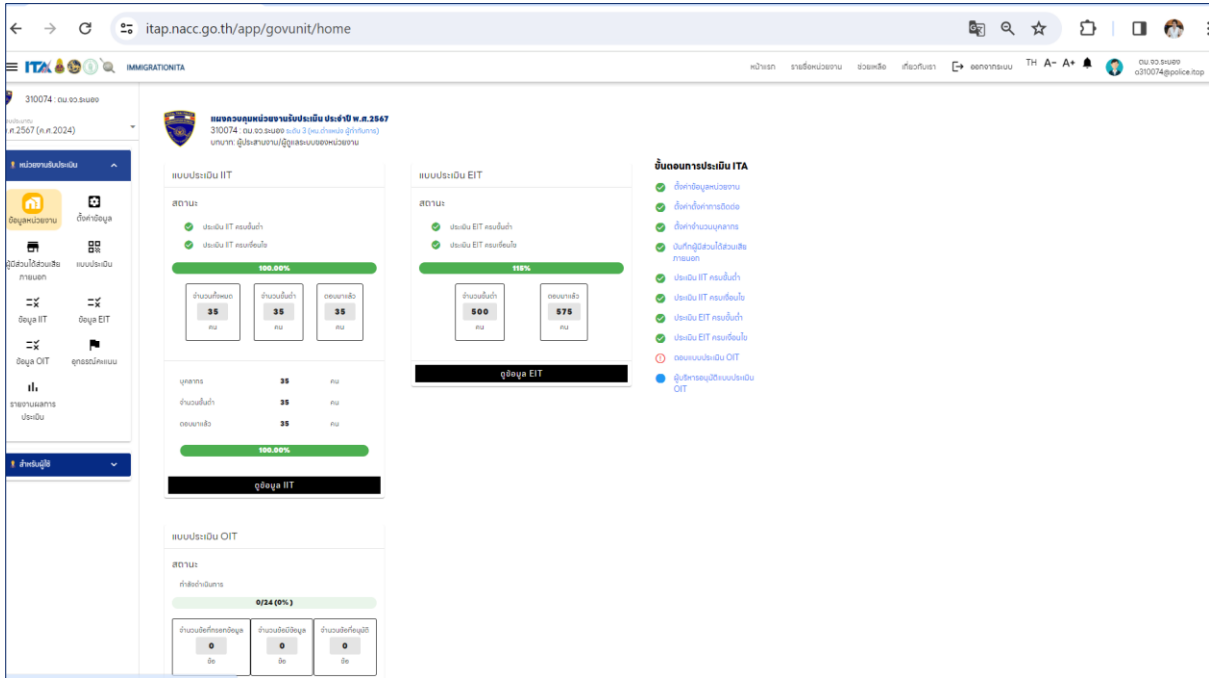 itap.nacc.go.th/app/govunit/home
ITA IMMIGRATIONITA
หน้าแรก รายชื่อหน่วยงาน ช่วยเหลือ เกี่ยวกับเรา ออกจากระบบ TH A- A+ ตม.จว.ระนอง
a310074@police.itap
310074 : ตม.จว.ระนอง
.ศ.2567 (ค.ศ.2024)
หน่วยงานรับประเมิน
ข้อมูลหน่วยงาน ตั้งค่าข้อมูล
ผู้มีส่วนได้ส่วนเสีย
ภายนอก
แบบประเมิน
ข้อมูล IIT ข้อมูล EIT
ข้อมูล OIT อุทธรณ์คะแนน
รายงานผลการ
ประเมิน
สำหรับผู้ใช้
แผงควบคุมหน่วยงานรับประเมิน ประจำปี พ.ศ.2567
310074 : ตม.จว.ระนอง ระดับ 3 (หน.ตำแหน่ง ผู้กำกับการ)
บทบาท: ผู้ประสานงาน/ผู้ดูแลระบบของหน่วยงาน
แบบประเมิน IIT
สถานะ
ประเมิน IIT ครบขั้นต่ำ
ประเมิน IIT ครบเงื่อนไข
100.00%
จำนวนทั้งหมด จำนวนขั้นต่ำ ตอบมาแล้ว
35 35 35
คน คน คน
บุคลากร 35 คน
จำนวนขั้นต่ำ 35 คน
ตอบมาแล้ว 35 คน
100.00%
ดูข้อมูล IIT
แบบประเมิน EIT
สถานะ
ประเมิน EIT ครบขั้นต่ำ
ประเมิน EIT ครบเงื่อนไข
115%
จำนวนขั้นต่ำ ตอบมาแล้ว
500 575
คน คน
ดูข้อมูล EIT
ขั้นตอนการประเมิน ITA
ตั้งค่าข้อมูลหน่วยงาน
ตั้งค่าตั้งค่าการติดต่อ
ตั้งค่าจำนวนบุคลากร
บันทึกผู้มีส่วนได้ส่วนเสีย
ภายนอก
ประเมิน IIT ครบขั้นต่ำ
ประเมิน IIT ครบเงื่อนไข
ประเมิน EIT ครบขั้นต่ำ
ประเมิน EIT ครบเงื่อนไข
ตอบแบบประเมิน OIT
ผู้บริหารอนุมัติแบบประเมิน
OIT
แบบประเมิน OIT
สถานะ
กำลังดำเนินการ
0/24 (0%)
จำนวนข้อที่กรอกข้อมูล จำนวนข้อมีข้อมูล จำนวนข้อที่อนุมัติ
0 0 0
ข้อ ข้อ ข้อ